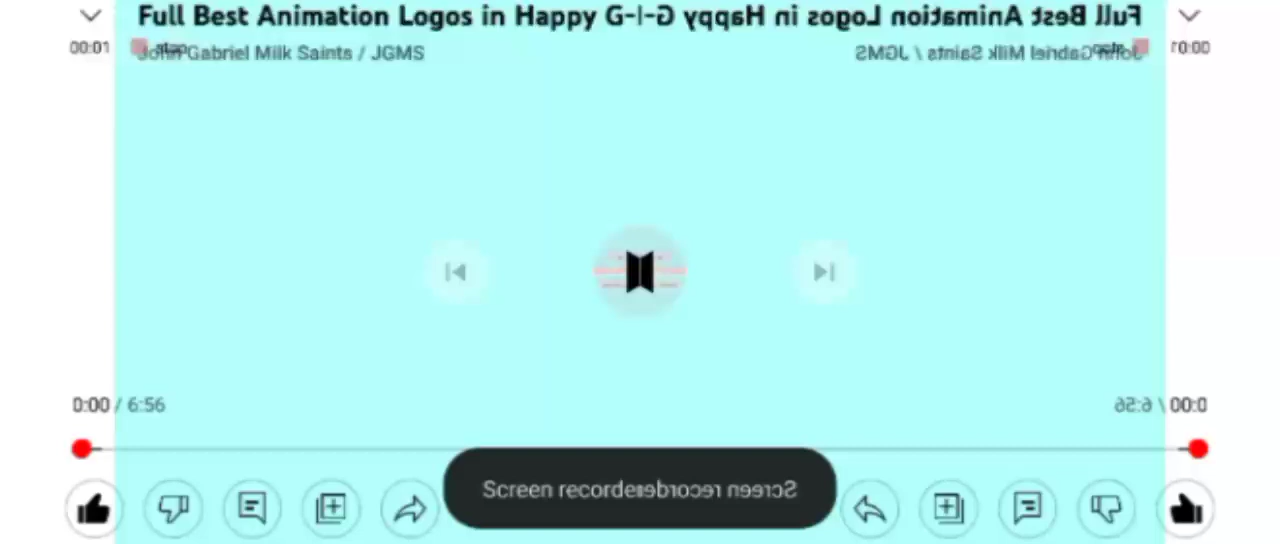 Full Best Animation Logos in Happy G-
00:01 stop
John Gabriel Milk Saints / JGMS
0:00 / 6:56
Screen recorder